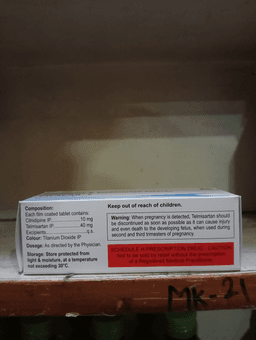 Composition:
Each film coated tablet contains:
Cilnidipine IP....................10 mg
Telmisartan IP..................40 mg
Excipients...........................q.s.
Colour: Titanium Dioxide IP
Dosage: As directed by the Physician.
Storage: Store protected from
light & moisture, at a temperature
not exceeding 30°C.
Keep out of reach of children.
Warning: When pregnancy is detected, Telmisartan should
be discontinued as soon as possible as it can cause injury
and even death to the developing fetus, when used during
second and third trimesters of pregnancy.
SCHEDULE H PRESCRIPTION DRUG - CAUTION
Not to be sold by retail without the prescription
of a Registered Medical Practitioner.
MK-21